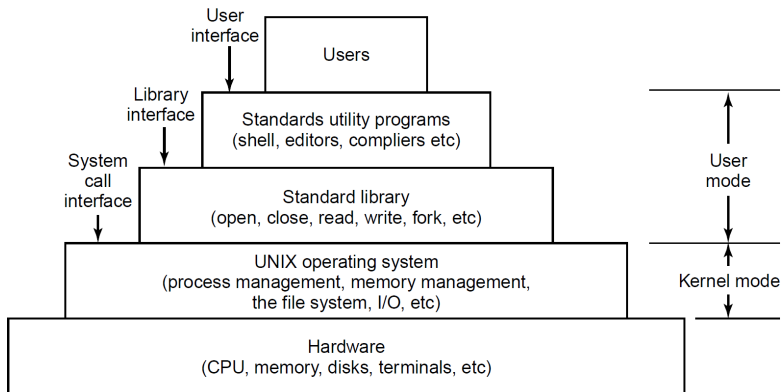 User
interface
Users
Library
interface
Standards utility programs
(shell, editors, compliers etc)
System
call
interface
User
mode
Standard library
(open, close, read, write, fork, etc)
UNIX operating system
(process management, memory management,
the file system, I/O, etc)
Kernel mode
Hardware
(CPU, memory, disks, terminals, etc)